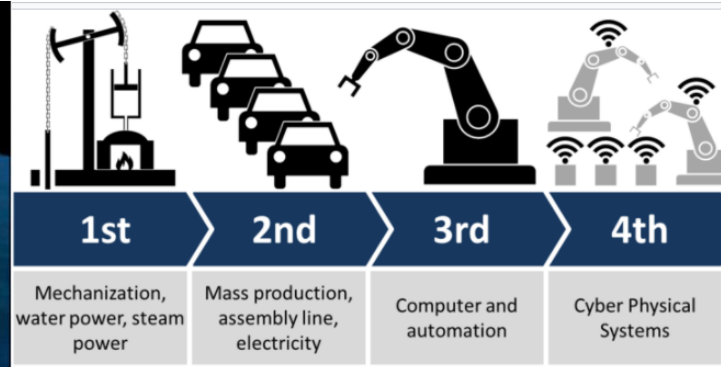 1st
2nd
3rd
4th
Mechanization,
water power, steam
power
Mass production,
assembly line,
electricity
Computer and
automation
Cyber Physical
Systems